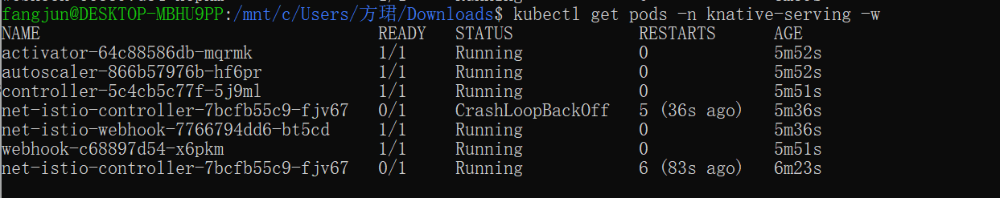 fangjun@DESKTOP-MBHU9PP:/mnt/c/Users/方珺/Downloads$ kubectl get pods -n knative-serving -w
NAME READY STATUS RESTARTS AGE
activator-64c88586db-mqrmk 1/1 Running 0 5m52s
autoscaler-866b57976b-hf6pr 1/1 Running 0 5m52s
controller-5c4cb5c77f-5j9ml 1/1 Running 0 5m51s
net-istio-controller-7bcfb55c9-fjv67 0/1 CrashLoopBackOff 5 (36s ago) 5m36s
net-istio-webhook-7766794dd6-bt5cd 1/1 Running 0 5m36s
webhook-c68897d54-x6pkm 1/1 Running 0 5m51s
net-istio-controller-7bcfb55c9-fjv67 0/1 Running 6 (83s ago) 6m23s